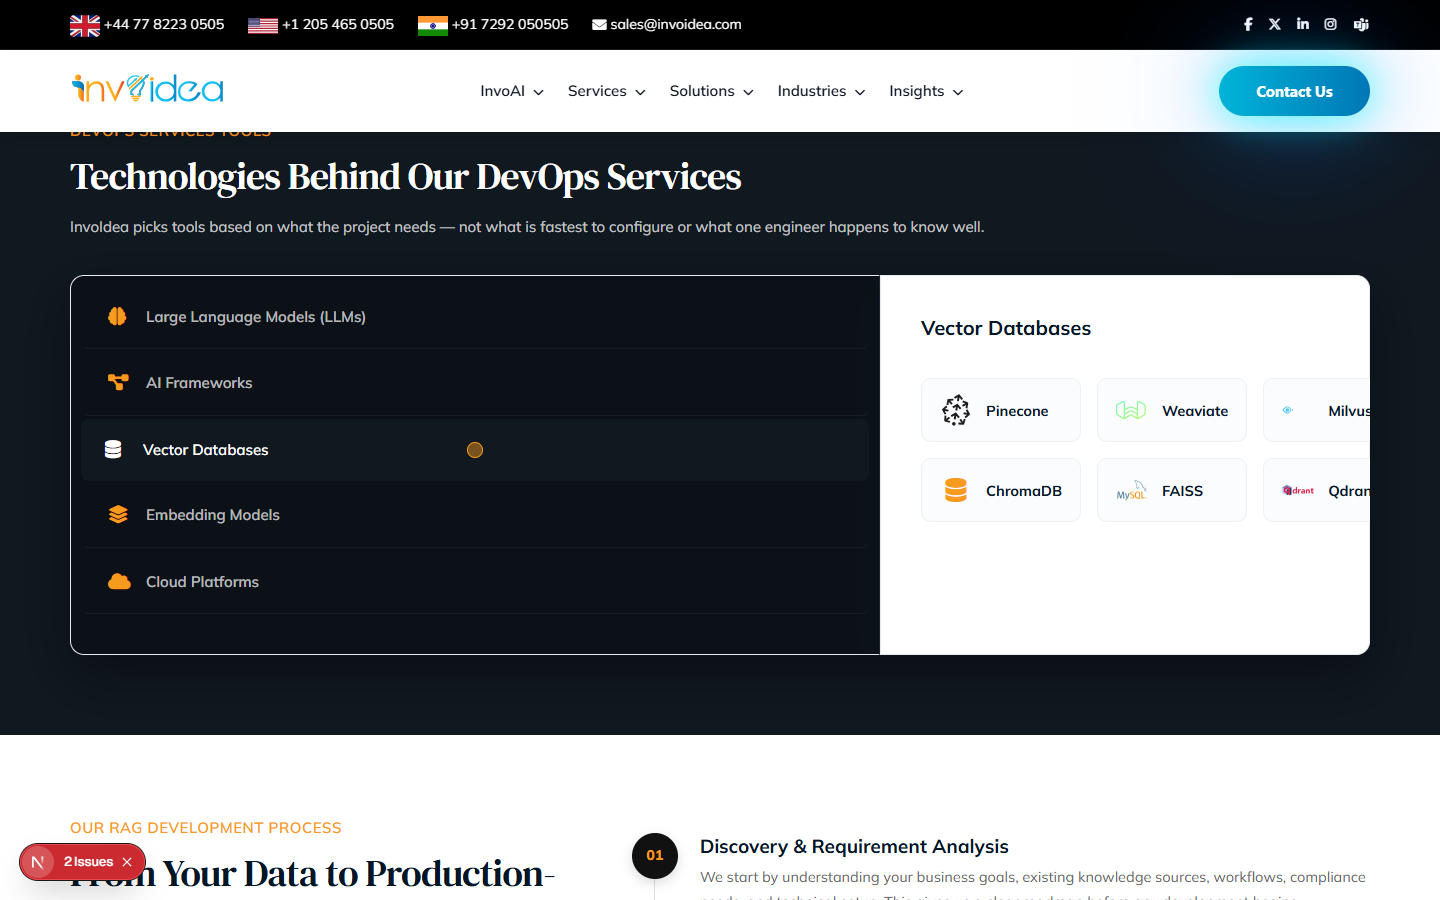 +44 77 8223 0505 +1 205 465 0505 +91 7292 050505 sales@invoidea.com
invoidea InvoAI Services Solutions Industries Insights Contact Us
DEVOPS SERVICES TOOLS
Technologies Behind Our DevOps Services
InvoIdea picks tools based on what the project needs — not what is fastest to configure or what one engineer happens to know well.
Large Language Models (LLMs)
AI Frameworks
Vector Databases
Embedding Models
Cloud Platforms
Vector Databases
Pinecone Weaviate Milvus
ChromaDB MySQL FAISS Qdrant Qdran
OUR RAG DEVELOPMENT PROCESS
From Your Data to Production-
N 2 Issues
01 Discovery & Requirement Analysis
We start by understanding your business goals, existing knowledge sources, workflows, compliance